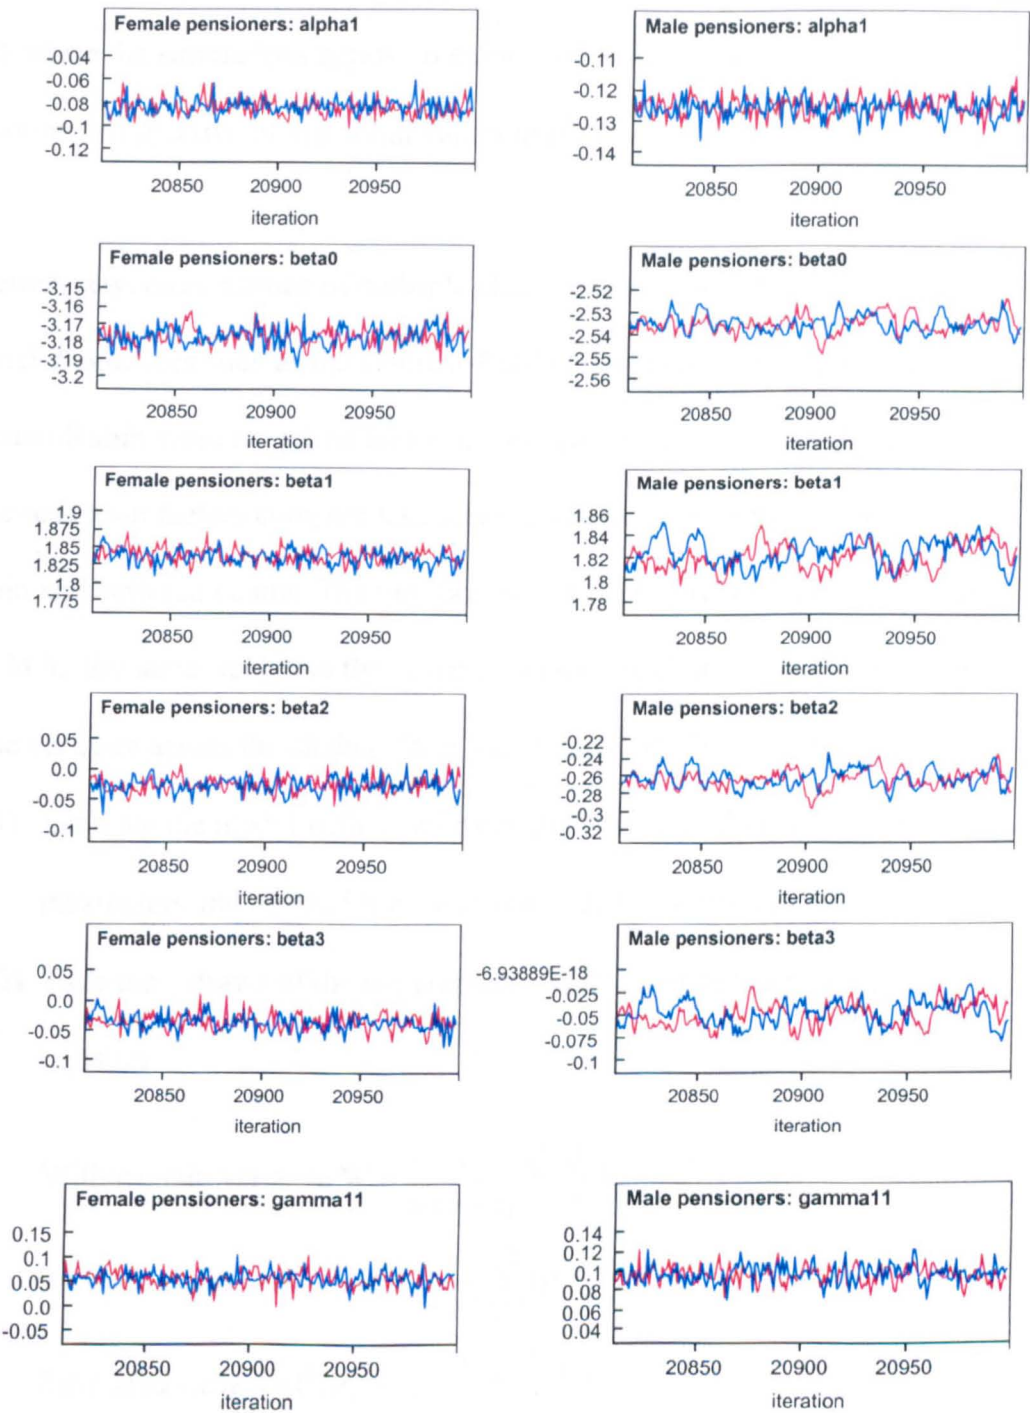 Female pensioners: alpha1
-0.04
-0.06
-0.08
-0.1
-0.12
20850 20900 20950
iteration
Male pensioners: alpha1
-0.11
-0.12
-0.13
-0.14
20850 20900 20950
iteration
Female pensioners: beta0
-3.15
-3.16
-3.17
-3.18
-3.19
-3.2
20850 20900 20950
iteration
Male pensioners: beta0
-2.52
-2.53
-2.54
-2.55
-2.56
20850 20900 20950
iteration
Female pensioners: beta1
1.9
1.875
1.85
1.825
1.8
1.775
20850 20900 20950
iteration
Male pensioners: beta1
1.86
1.84
1.82
1.8
1.78
20850 20900 20950
iteration
Female pensioners: beta2
0.05
0.0
-0.05
-0.1
20850 20900 20950
iteration
Male pensioners: beta2
-0.22
-0.24
-0.26
-0.28
-0.3
-0.32
20850 20900 20950
iteration
Female pensioners: beta3
0.05
0.0
-0.05
-0.1
20850 20900 20950
iteration
Male pensioners: beta3
-6.93889E-18
-0.025
-0.05
-0.075
-0.1
20850 20900 20950
iteration
Female pensioners: gamma11
0.15
0.1
0.05
0.0
-0.05
20850 20900 20950
iteration
Male pensioners: gamma11
0.14
0.12
0.1
0.08
0.06
0.04
20850 20900 20950
iteration